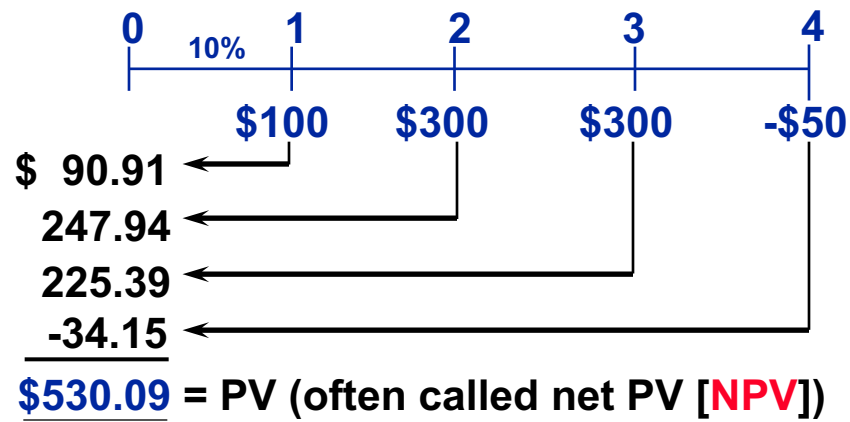 0 1 2 3 4
10%
$100 $300 $300 -$50
$ 90.91
247.94
225.39
-34.15
$530.09 = PV (often called net PV [NPV])